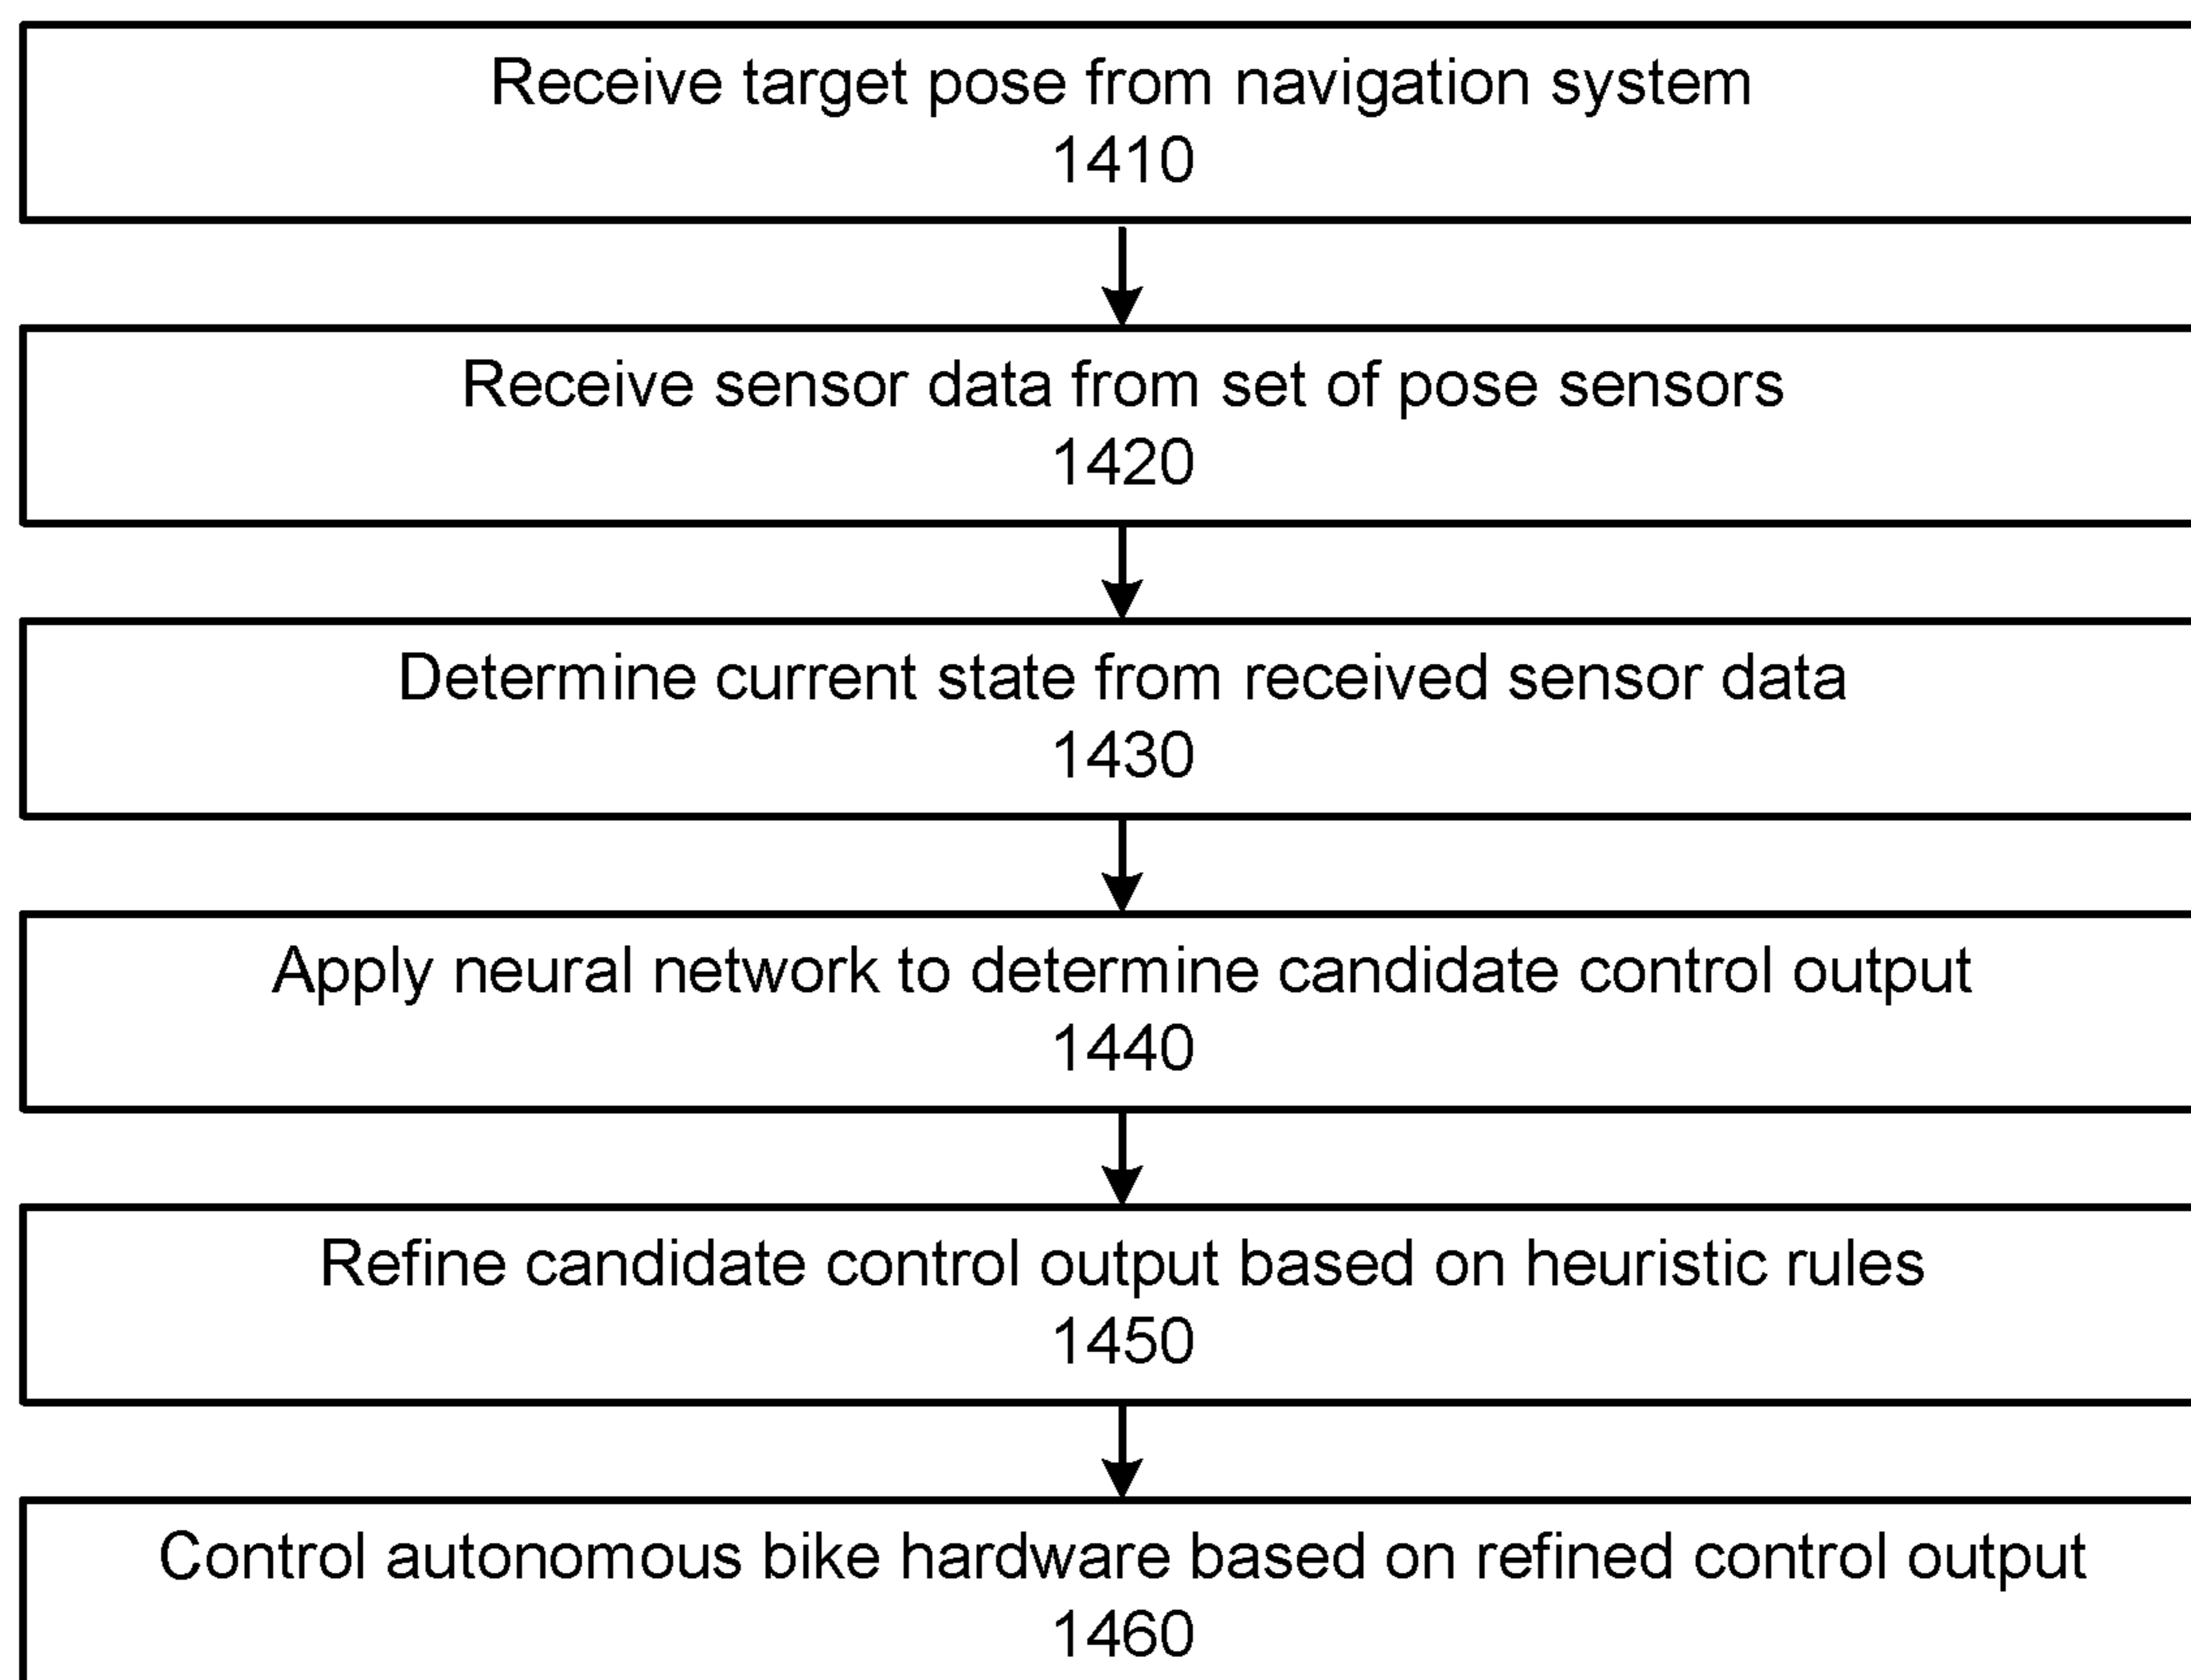 Receive target pose from navigation system
1410
Receive sensor data from set of pose sensors
1420
Determine current state from received sensor data
1430
Apply neural network to determine candidate control output
1440
Refine candidate control output based on heuristic rules
1450
Control autonomous bike hardware based on refined control output
1460